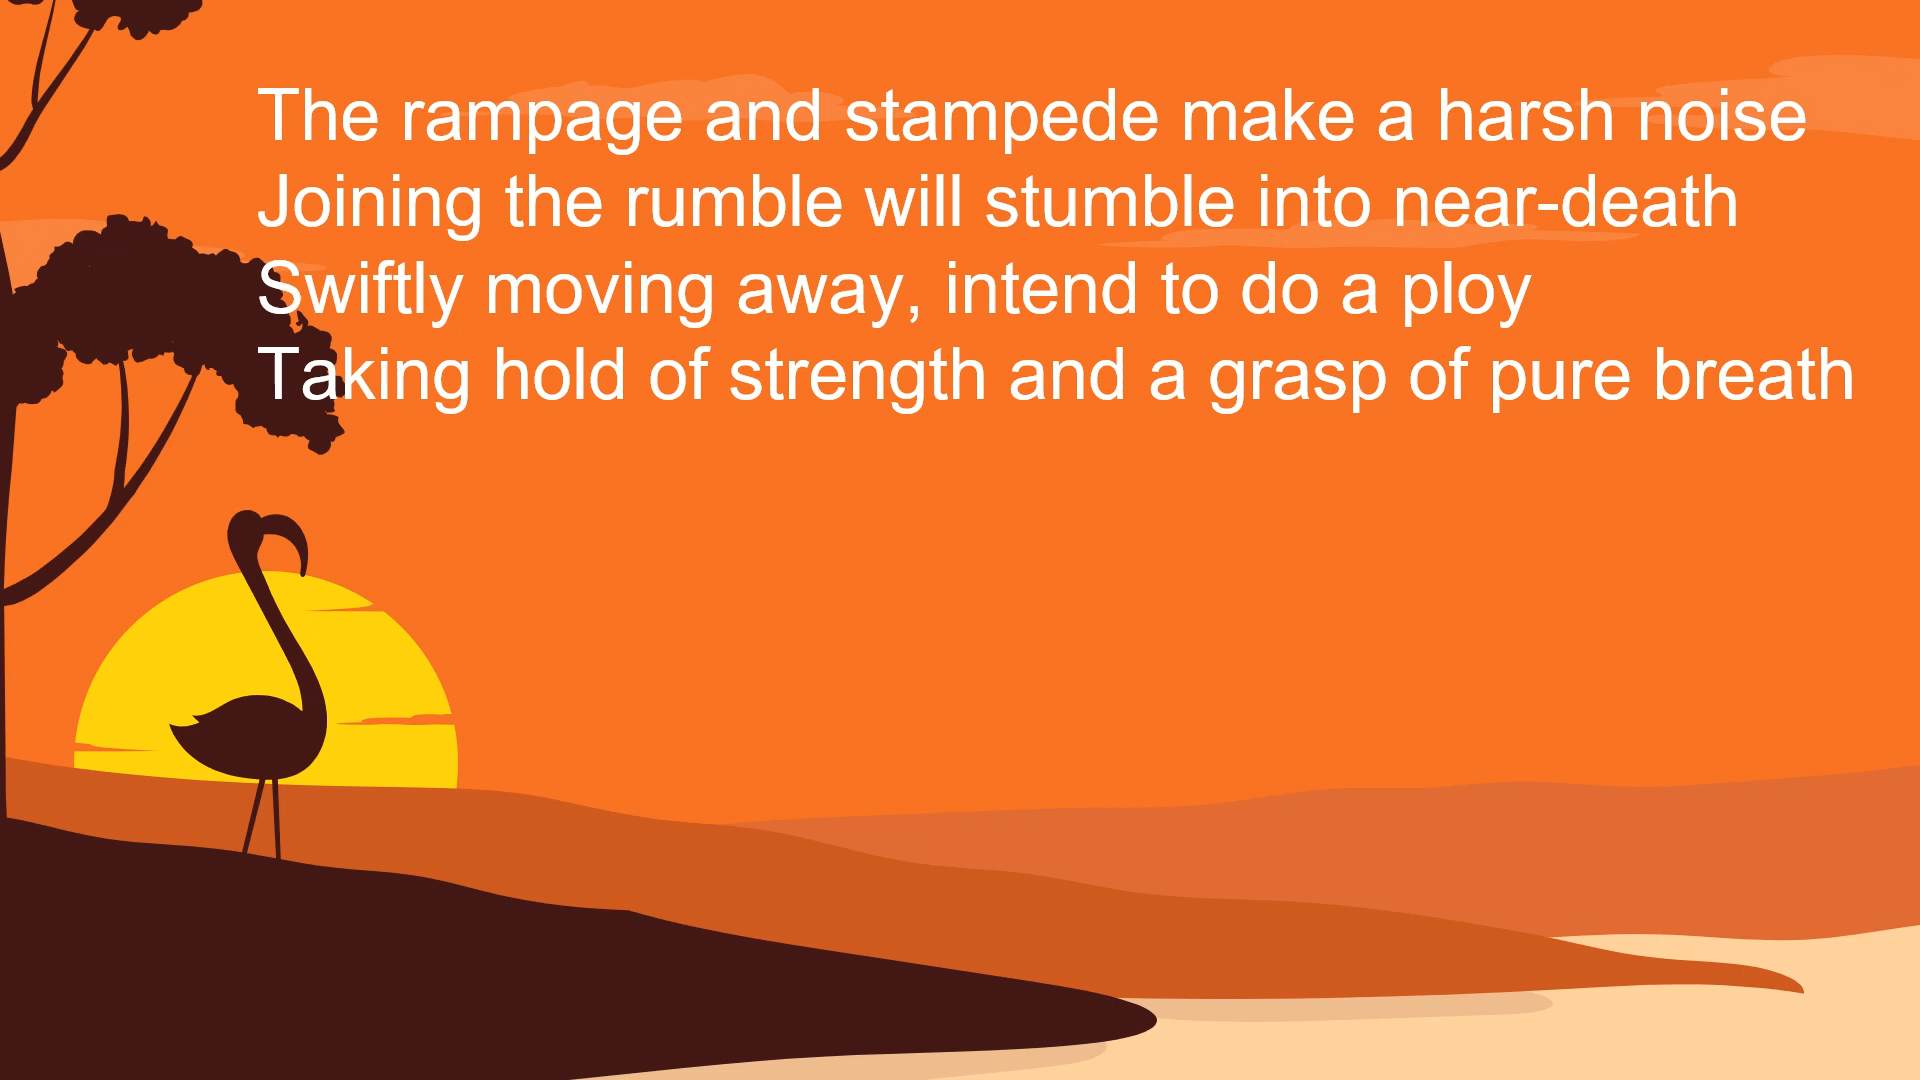 The rampage and stampede make a harsh noise
Joining the rumble will stumble into near-death
Swiftly moving away, intend to do a ploy
Taking hold of strength and a grasp of pure breath